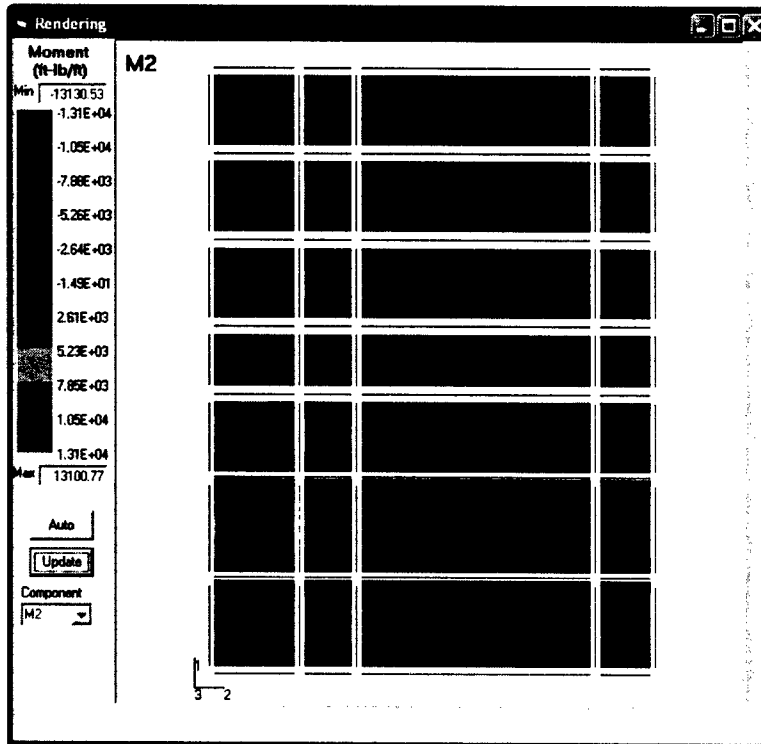 Rendering
Moment
(ft-lb/ft)
M2
Min -13130.53
-1.31E+04
-1.05E+04
-7.88E+03
-5.26E+03
-2.64E+03
-1.49E+01
2.61E+03
5.23E+03
7.85E+03
1.05E+04
1.31E+04
Max 13100.77
Auto
Update
Component
M2
1
3 2